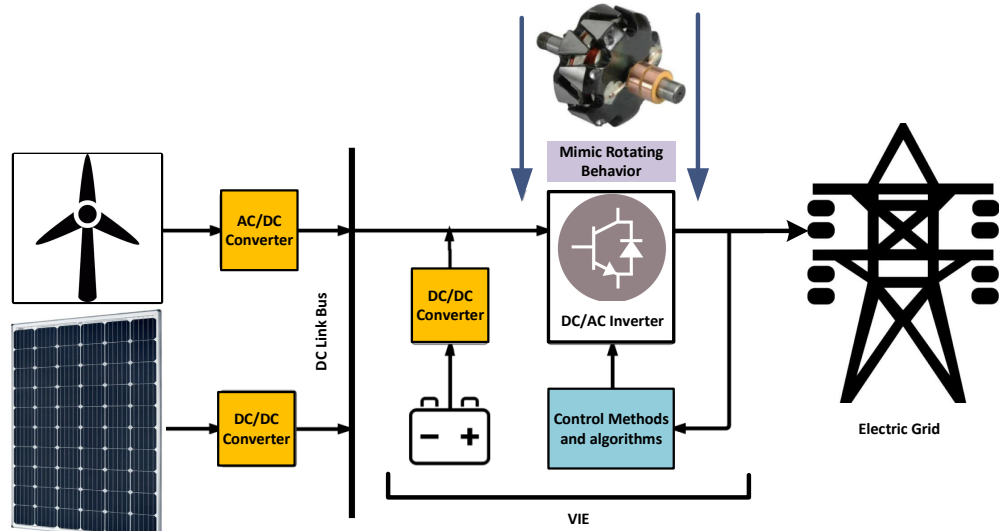 Mimic Rotating
Behavior
AC/DC
Converter
DC Link Bus
DC/DC
Converter
DC/AC Inverter
DC/DC
Converter
Control Methods
and algorithms
Electric Grid
VIE